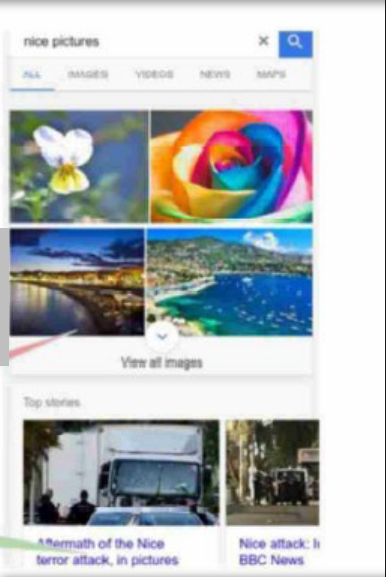 nice pictures
ALL IMAGES VIDEOS NEWS MAPS
View all images
Top stories
Aftermath of the Nice
terror attack, in pictures
Nice attack: I
BBC News